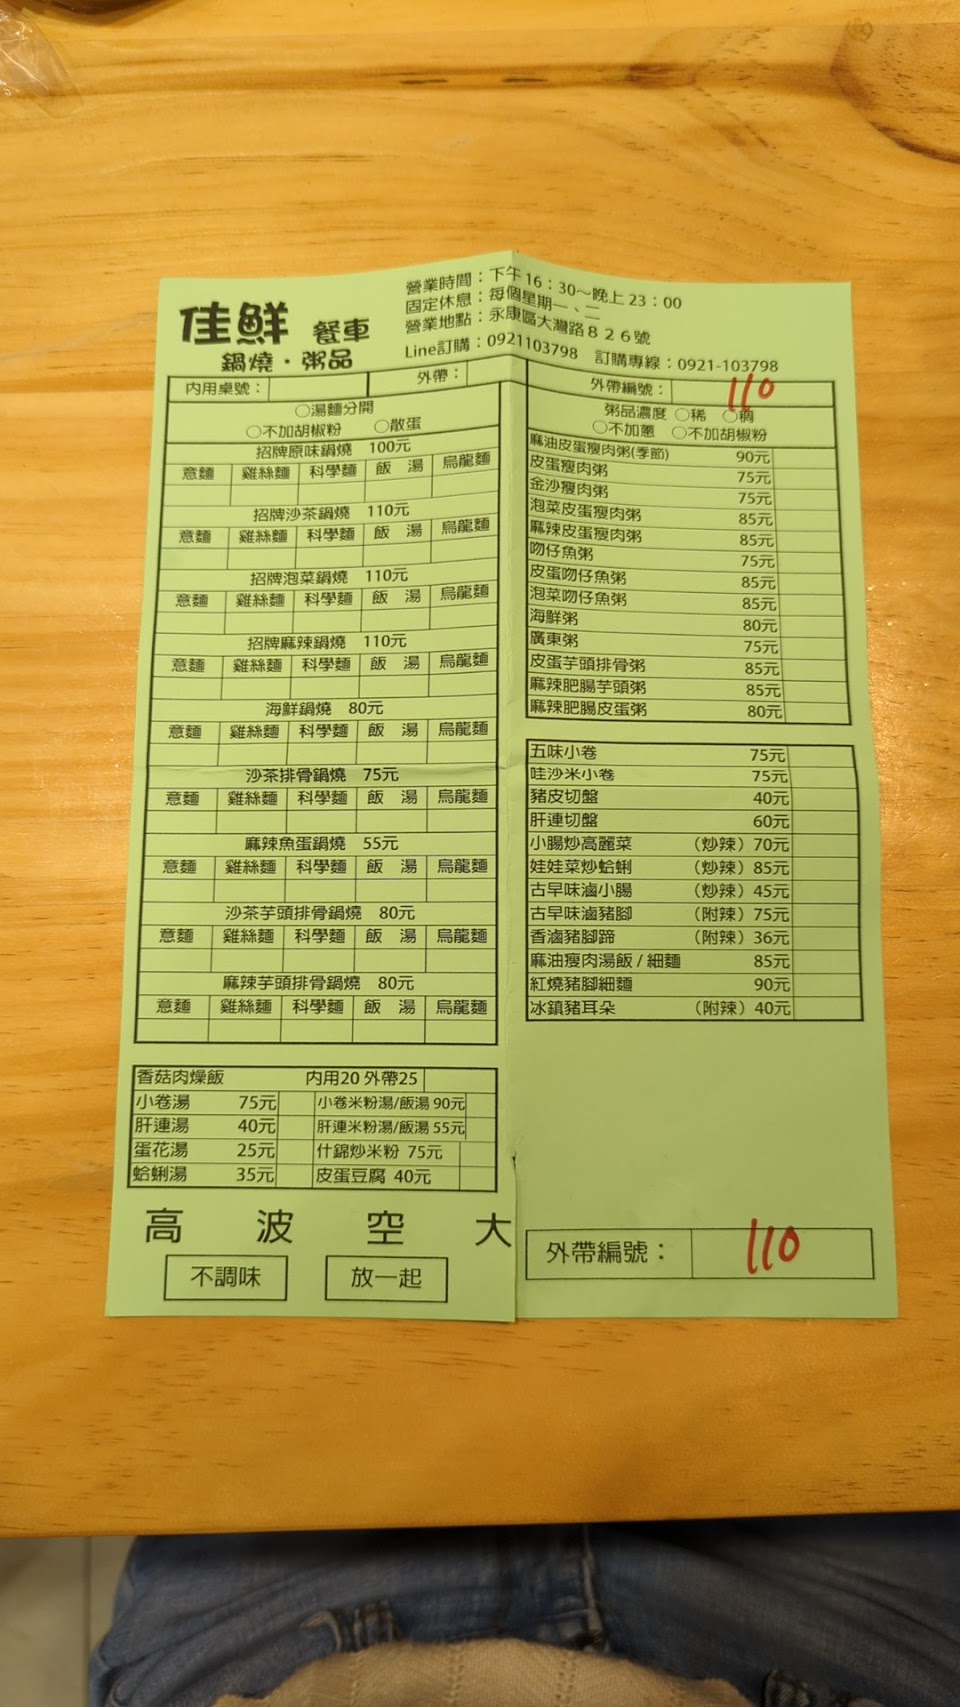 佳鮮 餐車
鍋燒・粥品
營業時間：下午16：30～晚上23：00
固定休息：每個星期一、二
營業地點：永康區大灣路８２６號
Line訂購：0921103798　訂購專線：0921-103798
內用桌號：
外帶：
外帶編號：110
○湯麵分開
○不加胡椒粉　○散蛋
招牌原味鍋燒　100元
意麵　雞絲麵　科學麵　飯　湯　烏龍麵
招牌沙茶鍋燒　110元
意麵　雞絲麵　科學麵　飯　湯　烏龍麵
招牌泡菜鍋燒　110元
意麵　雞絲麵　科學麵　飯　湯　烏龍麵
招牌麻辣鍋燒　110元
意麵　雞絲麵　科學麵　飯　湯　烏龍麵
海鮮鍋燒　80元
意麵　雞絲麵　科學麵　飯　湯　烏龍麵
沙茶排骨鍋燒　75元
意麵　雞絲麵　科學麵　飯　湯　烏龍麵
麻辣魚蛋鍋燒　55元
意麵　雞絲麵　科學麵　飯　湯　烏龍麵
沙茶芋頭排骨鍋燒　80元
意麵　雞絲麵　科學麵　飯　湯　烏龍麵
麻辣芋頭排骨鍋燒　80元
意麵　雞絲麵　科學麵　飯　湯　烏龍麵
香菇肉燥飯　內用20 外帶25
小卷湯　75元　小卷米粉湯/飯湯 90元
肝連湯　40元　肝連米粉湯/飯湯 55元
蛋花湯　25元　什錦炒米粉 75元
蛤蜊湯　35元　皮蛋豆腐 40元
高　波　空　大
不調味　放一起
粥品濃度 ○稀　○稠
○不加蔥　○不加胡椒粉
麻油皮蛋瘦肉粥(季節)　90元
皮蛋瘦肉粥　75元
金沙瘦肉粥　75元
泡菜皮蛋瘦肉粥　85元
麻辣皮蛋瘦肉粥　85元
吻仔魚粥　75元
皮蛋吻仔魚粥　85元
泡菜吻仔魚粥　85元
海鮮粥　80元
廣東粥　75元
皮蛋芋頭排骨粥　85元
麻辣肥腸芋頭粥　85元
麻辣肥腸皮蛋粥　80元
五味小卷　75元
哇沙米小卷　75元
豬皮切盤　40元
肝連切盤　60元
小腸炒高麗菜　（炒辣）70元
娃娃菜炒蛤蜊　（炒辣）85元
古早味滷小腸　（炒辣）45元
古早味滷豬腳　（附辣）75元
香滷豬腳蹄　（附辣）36元
麻油瘦肉湯飯 / 細麵　85元
紅燒豬腳細麵　90元
冰鎮豬耳朵　（附辣）40元
外帶編號：110